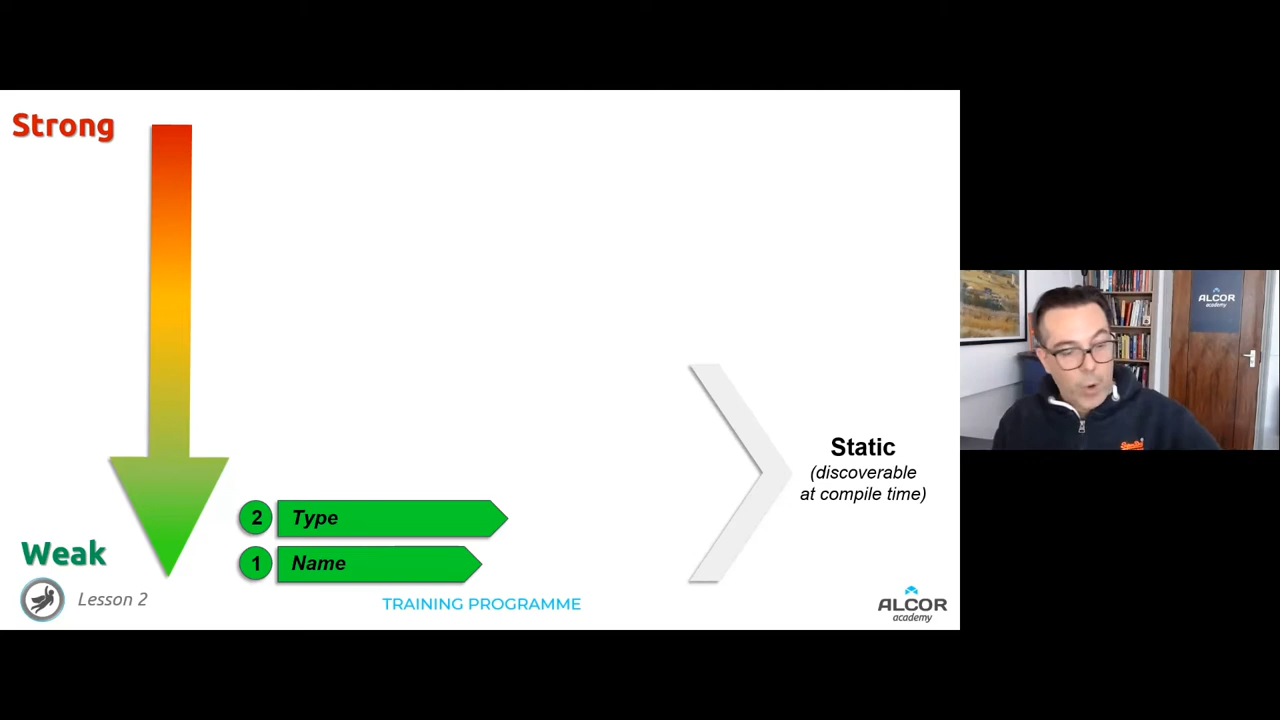 Strong
Static
(discoverable
at compile time)
2 Type
1 Name
Weak
Lesson 2
TRAINING PROGRAMME
ALCOR
academy
ALCOR
academy